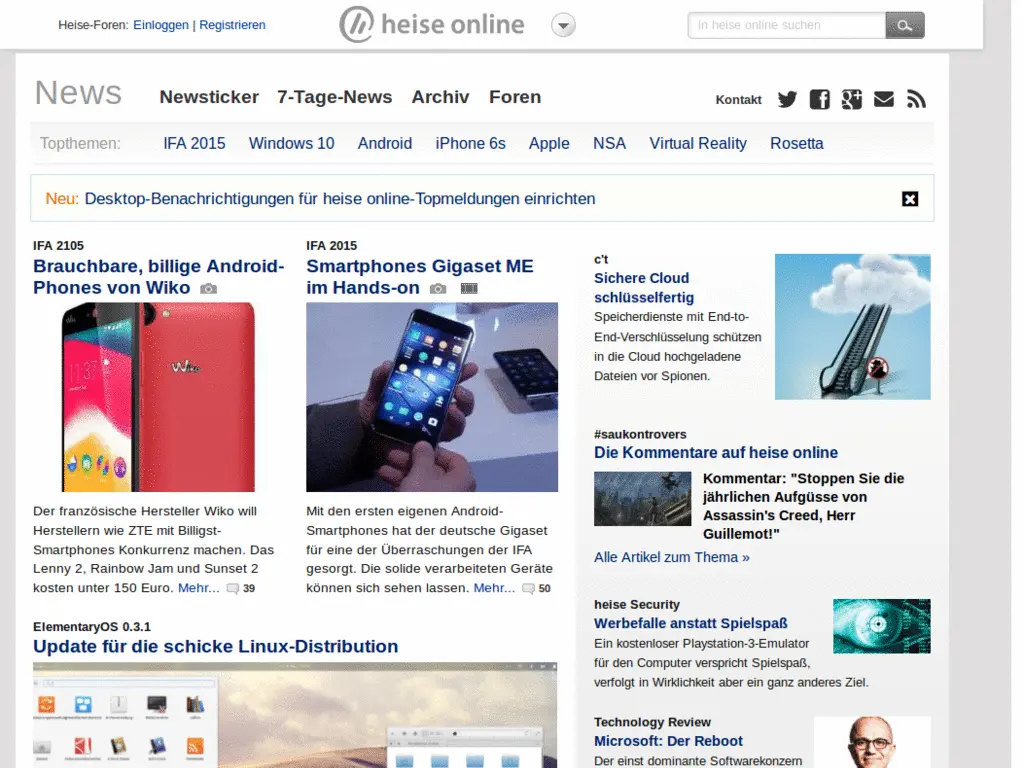 Heise-Foren: Einloggen | Registrieren
heise online
in heise online suchen
News Newsticker 7-Tage-News Archiv Foren
Kontakt
Topthemen: IFA 2015 Windows 10 Android iPhone 6s Apple NSA Virtual Reality Rosetta
Neu: Desktop-Benachrichtigungen für heise online-Topmeldungen einrichten
IFA 2105
Brauchbare, billige Android-
Phones von Wiko
Wiko
Der französische Hersteller Wiko will
Herstellern wie ZTE mit Billigst-
Smartphones Konkurrenz machen. Das
Lenny 2, Rainbow Jam und Sunset 2
kosten unter 150 Euro. Mehr... 39
IFA 2015
Smartphones Gigaset ME
im Hands-on
Mit den ersten eigenen Android-
Smartphones hat der deutsche Gigaset
für eine der Überraschungen der IFA
gesorgt. Die solide verarbeiteten Geräte
können sich sehen lassen. Mehr... 50
ElementaryOS 0.3.1
Update für die schicke Linux-Distribution
c't
Sichere Cloud
schlüsselfertig
Speicherdienste mit End-to-
End-Verschlüsselung schützen
in die Cloud hochgeladene
Dateien vor Spionen.
#saukontrovers
Die Kommentare auf heise online
Kommentar: "Stoppen Sie die
jährlichen Aufgüsse von
Assassin's Creed, Herr
Guillemot!"
Alle Artikel zum Thema »
heise Security
Werbefalle anstatt Spielspaß
Ein kostenloser Playstation-3-Emulator
für den Computer verspricht Spielspaß,
verfolgt in Wirklichkeit aber ein ganz anderes Ziel.
Technology Review
Microsoft: Der Reboot
Der einst dominante Softwarekonzern